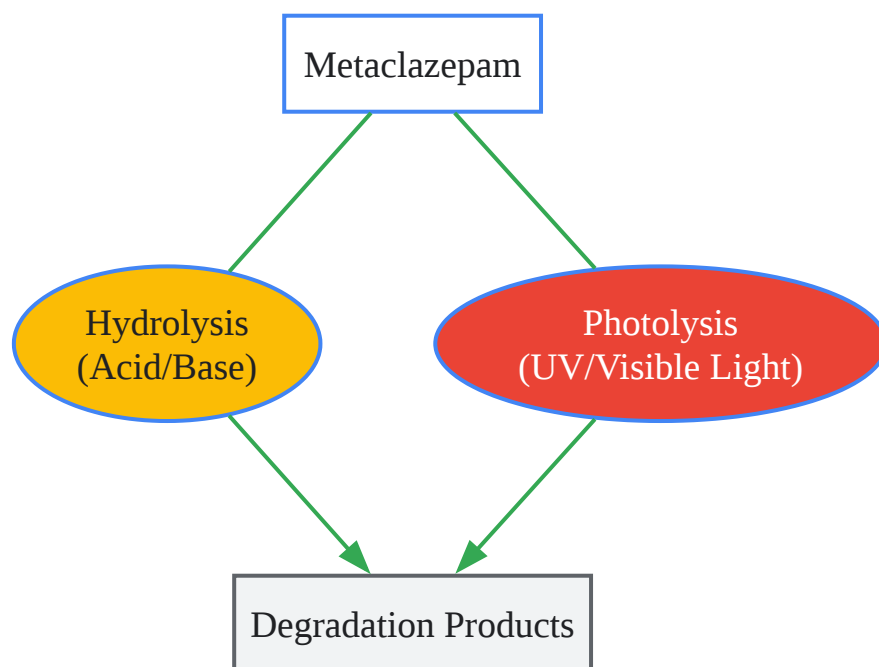 Metaclazepam
Hydrolysis
(Acid/Base)
Photolysis
(UV/Visible Light)
Degradation Products